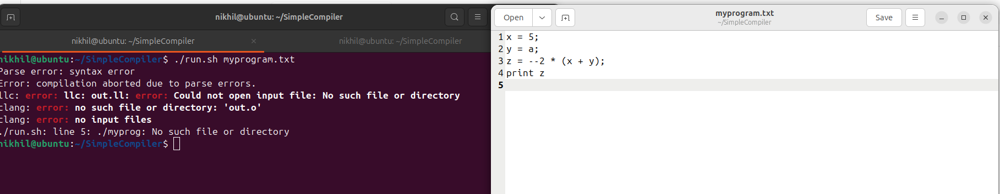 nikhil@ubuntu: ~/SimpleCompiler
nikhil@ubuntu: ~/SimpleCompiler × nikhil@ubuntu: ~/SimpleCompiler
nikhil@ubuntu:~/SimpleCompiler$ ./run.sh myprogram.txt
Parse error: syntax error
Error: compilation aborted due to parse errors.
llc: error: llc: out.ll: error: Could not open input file: No such file or directory
clang: error: no such file or directory: 'out.o'
clang: error: no input files
./run.sh: line 5: ./myprog: No such file or directory
nikhil@ubuntu:~/SimpleCompiler$
Open
myprogram.txt
~/SimpleCompiler
Save
1 x = 5;
2 y = a;
3 z = --2 * (x + y);
4 print z
5